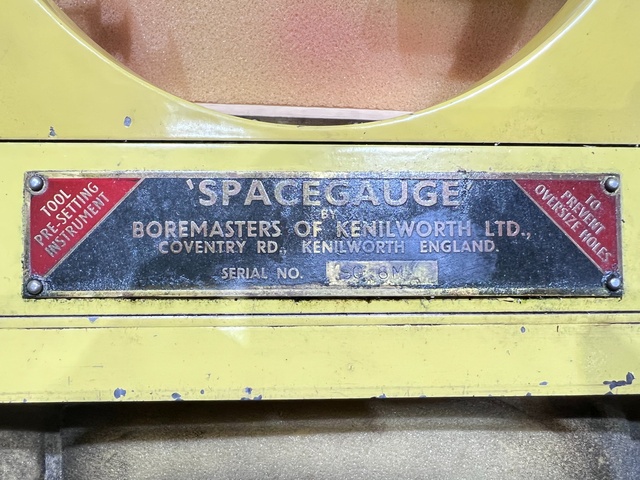 TOOL
PRE-SETTING
INSTRUMENT
'SPACEGAUGE'
BY
BOREMASTERS OF KENILWORTH LTD.,
COVENTRY RD., KENILWORTH ENGLAND.
SERIAL NO.
TO
PREVENT
OVERSIZE HOLES